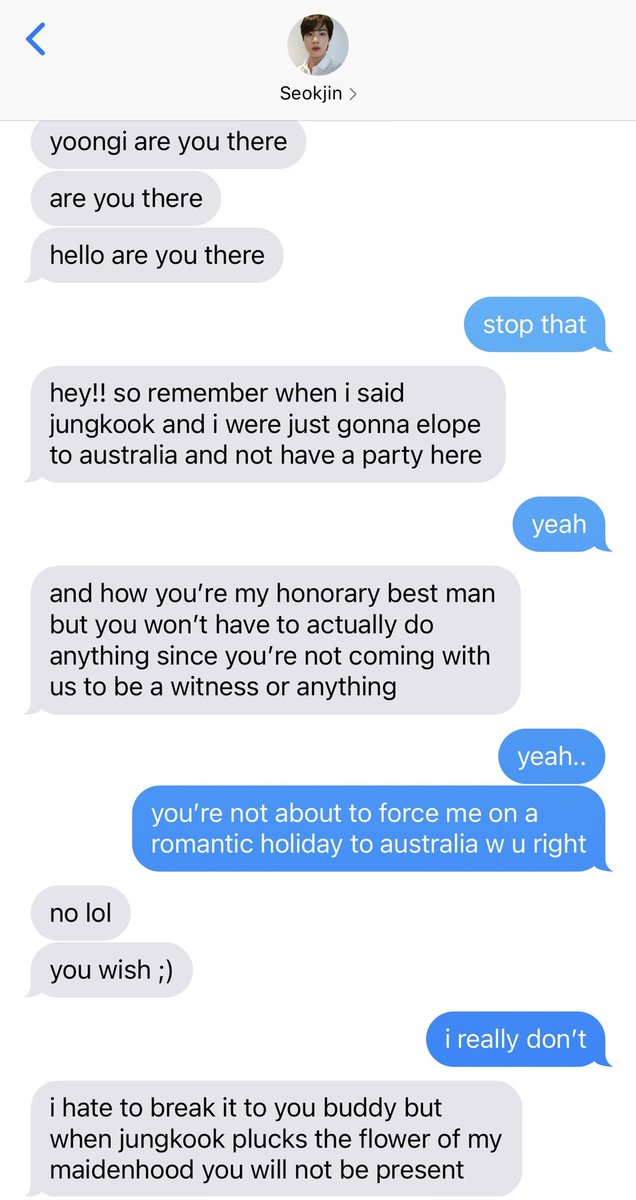 Seokjin
yoongi are you there
are you there
hello are you there
stop that
hey!! so remember when i said
jungkook and i were just gonna elope
to australia and not have a party here
yeah
and how you’re my honorary best man
but you won’t have to actually do
anything since you’re not coming with
us to be a witness or anything
yeah..
you’re not about to force me on a
romantic holiday to australia w u right
no lol
you wish ;)
i really don’t
i hate to break it to you buddy but
when jungkook plucks the flower of my
maidenhood you will not be present